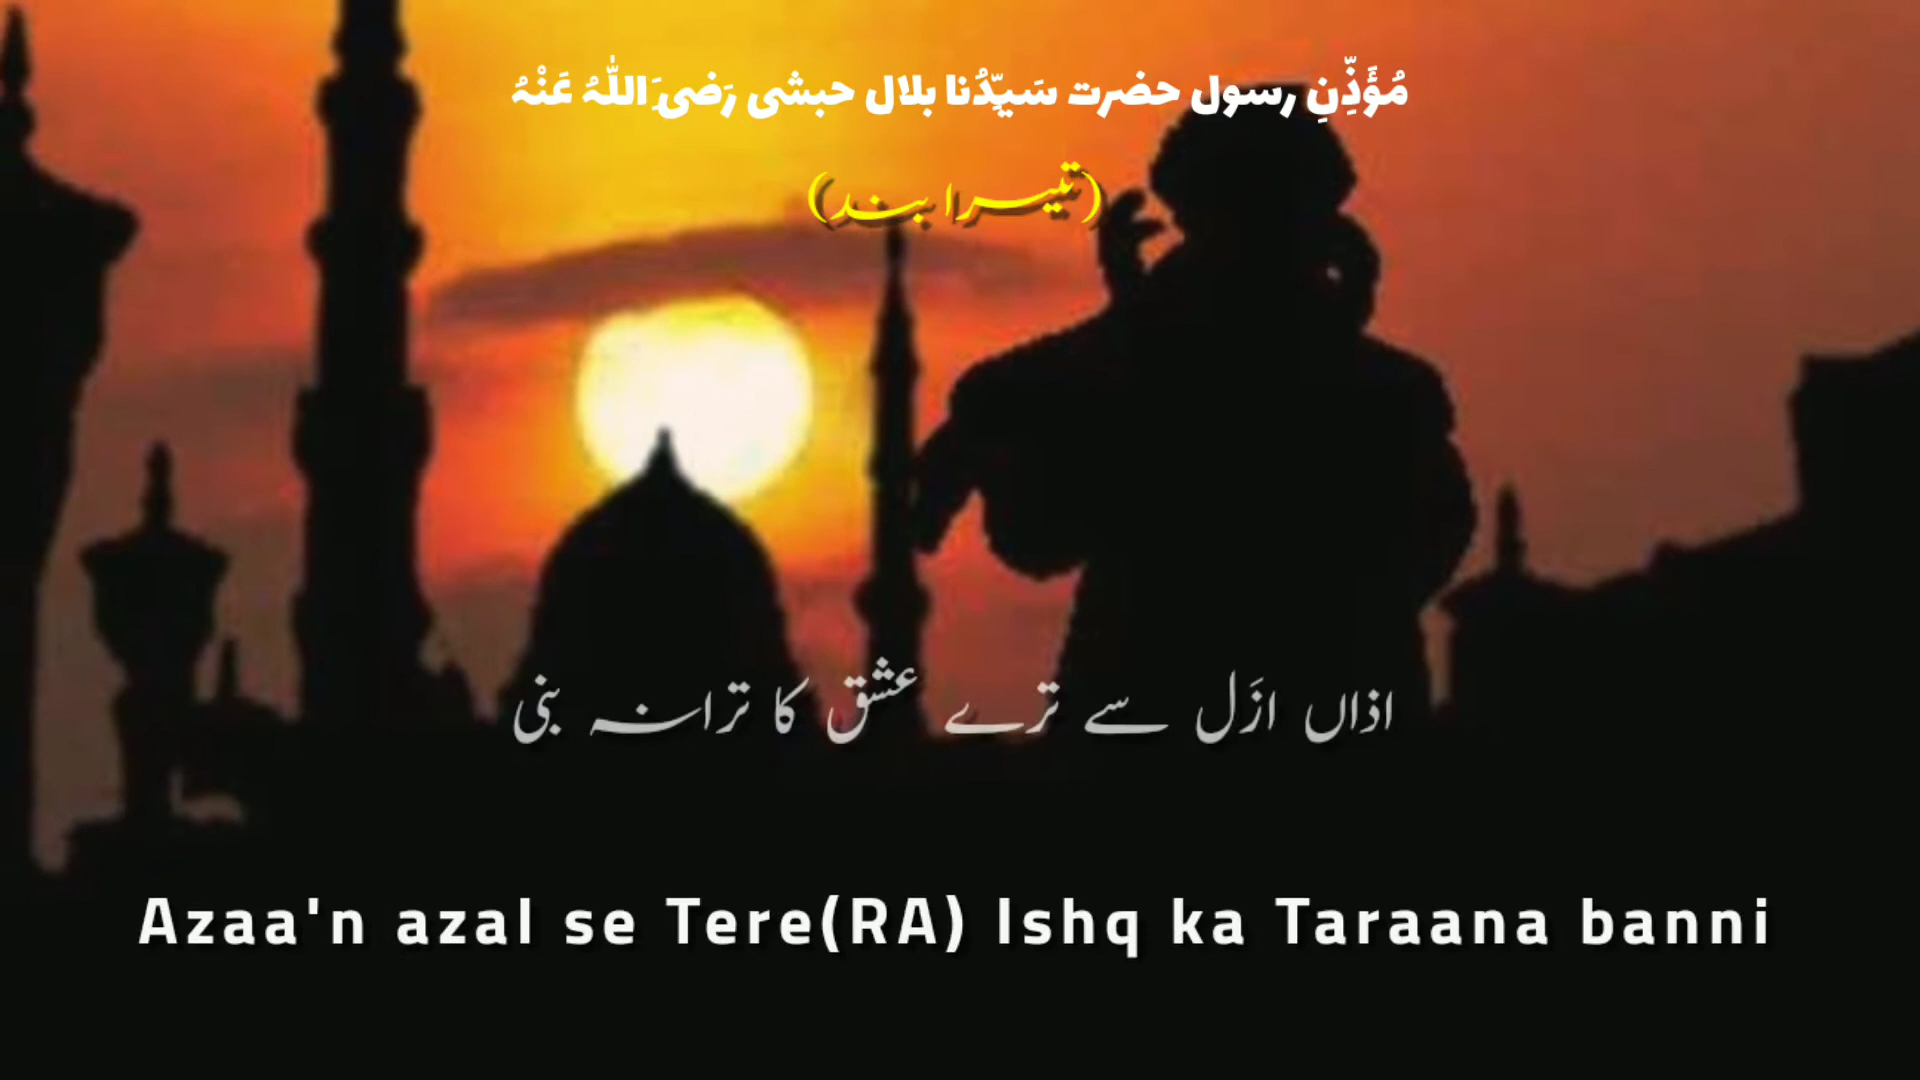 مُؤَذِّنِ رسول حضرت سَیِّدُنا بلال حبشی رَضیَ اللّٰہُ عَنْہُ
(تیسرا بند)
اذاں ازَل سے ترے عشق کا ترانہ بنی
Azaa'n azal se Tere(RA) Ishq ka Taraana banni